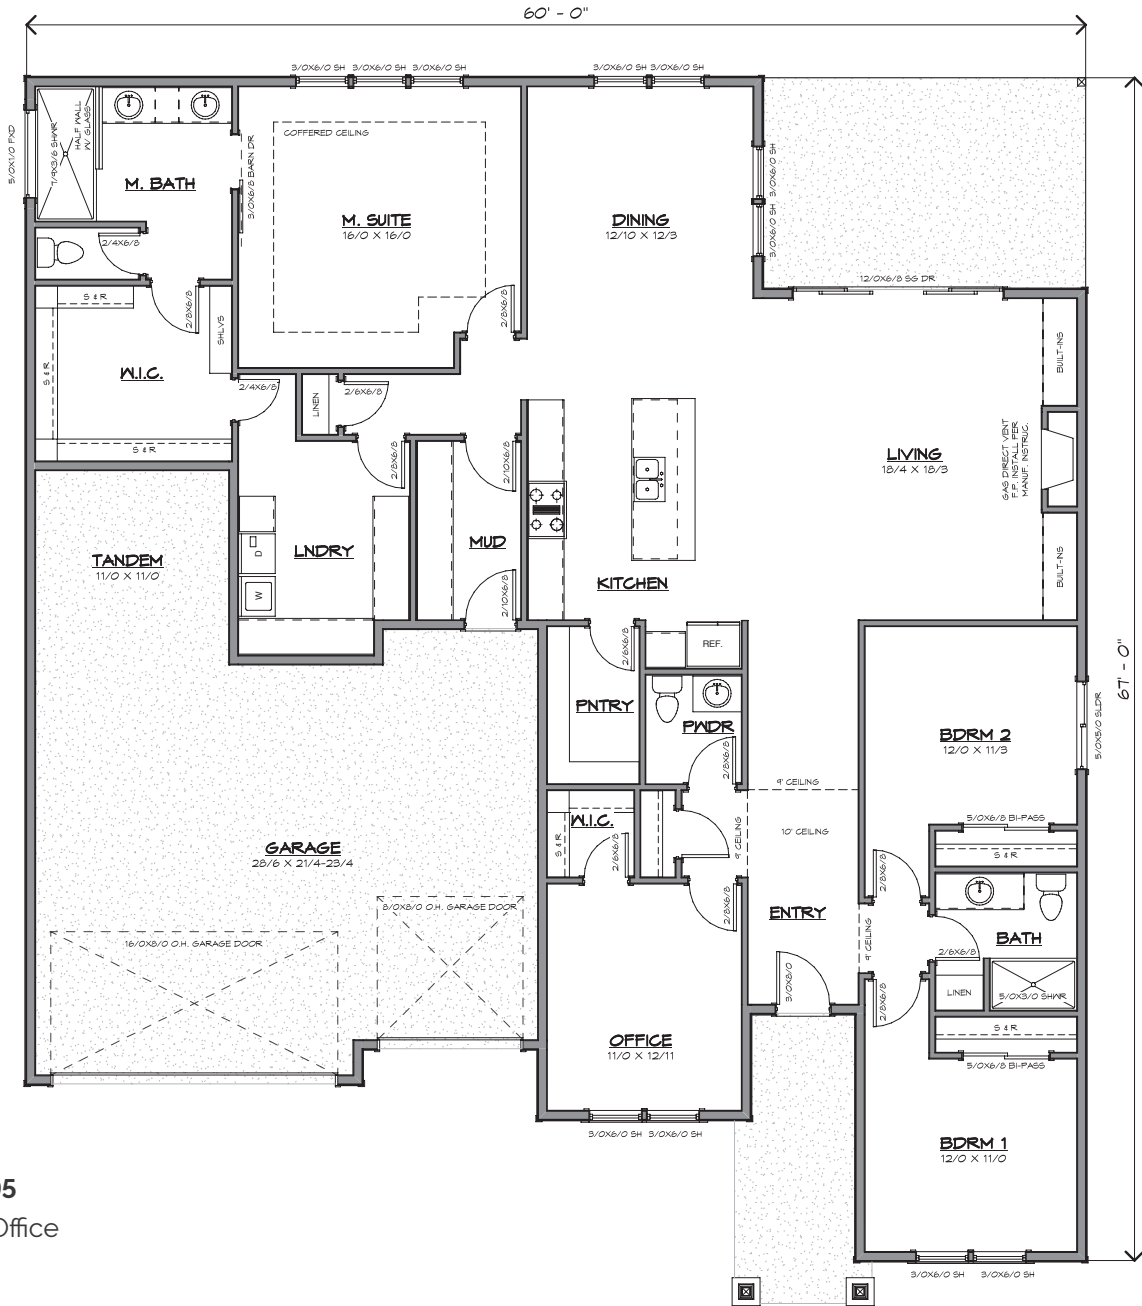 60' - 0"
3/0X6/0 SH 3/0X6/0 SH 3/0X6/0 SH
3/0X6/0 SH 3/0X6/0 SH
5/0X1/0 FXD
7/9X3/6 SHWR
HALF WALL
W/ GLASS
M. BATH
3/0X6/8 BARN DR
COFFERED CEILING
M. SUITE
16/0 X 16/0
DINING
12/10 X 12/3
3/0X6/0 SH 3/0X6/0 SH
12/0X6/8 SG DR
2/4X6/8
S & R
2/8X6/8
SHLVS
2/8X6/8
S & R
W.I.C.
2/4X6/8
LINEN
2/6X6/8
BUILT-INS
S & R
2/8X6/8
2/10X6/8
LIVING
18/4 X 18/3
GAS DIRECT VENT
F.P. INSTALL PER
MANUF. INSTRUC.
TANDEM
11/0 X 11/0
D
W
LNDRY
MUD
2/10X6/8
KITCHEN
BUILT-INS
2/6X6/8
REF.
67' - 0"
PNTRY
PWDR
2/8X6/8
BDRM 2
12/0 X 11/3
5/0X5/0 SLDR
9' CEILING
GARAGE
28/6 X 21/4-23/4
W.I.C.
S & R
2/6X6/8
9' CEILING
10' CEILING
5/0X6/8 BI-PASS
S & R
2/8X6/8
8/0X8/0 O.H. GARAGE DOOR
2/8X6/8
ENTRY
9' CEILING
16/0X8/0 O.H. GARAGE DOOR
BATH
2/6X6/8
3/0X8/0
2/8X6/8
LINEN
5/0X3/0 SHWR
S & R
OFFICE
11/0 X 12/11
5/0X6/8 BI-PASS
3/0X6/0 SH 3/0X6/0 SH
BDRM 1
12/0 X 11/0
5
Office
3/0X6/0 SH 3/0X6/0 SH